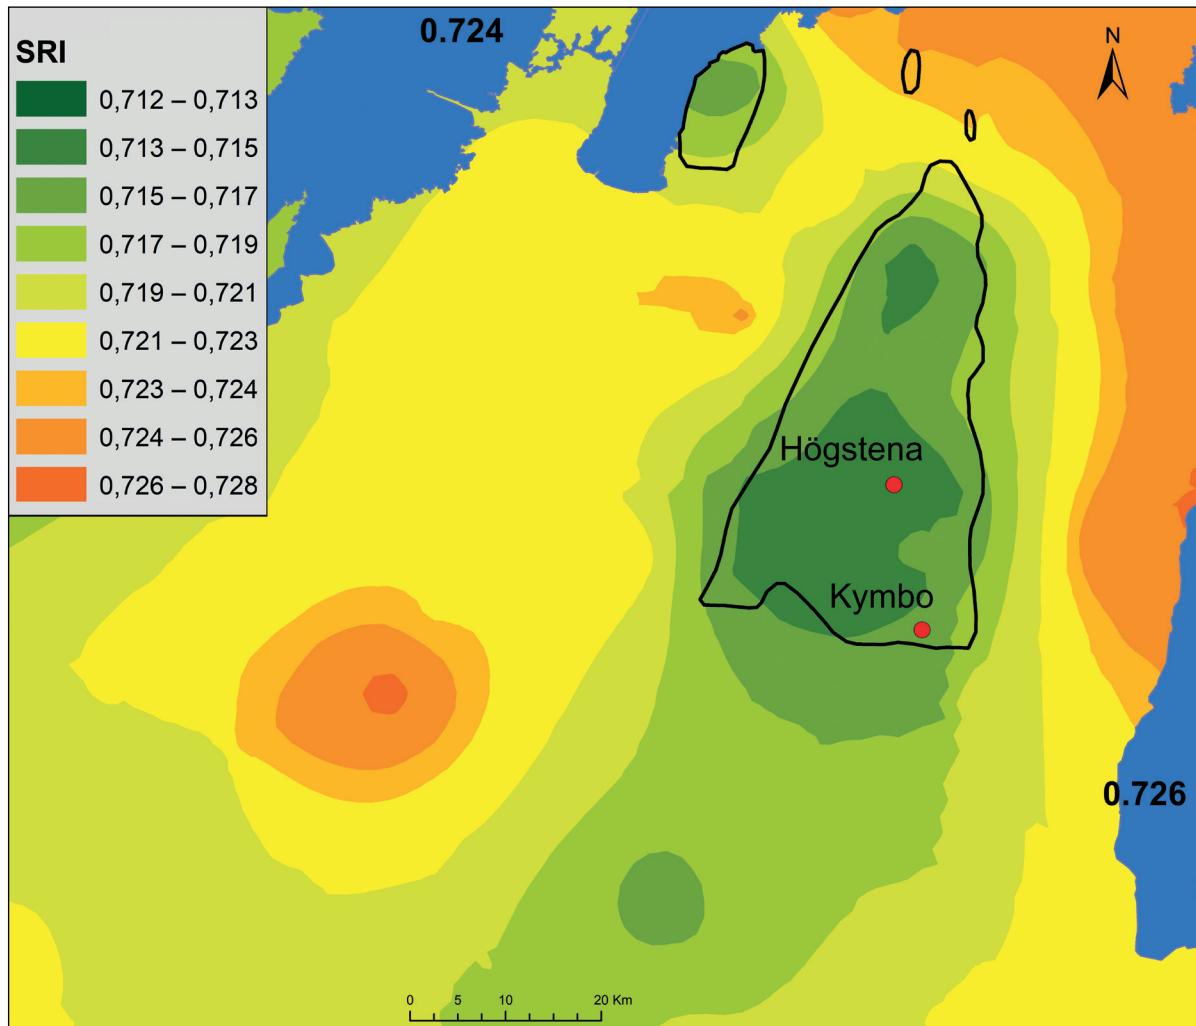 0.724
N
SRI
0,712 – 0,713
0,713 – 0,715
0,715 – 0,717
0,717 – 0,719
0,719 – 0,721
0,721 – 0,723
0,723 – 0,724
0,724 – 0,726
0,726 – 0,728
Högstena
Kymbo
0.726
0 5 10 20 Km